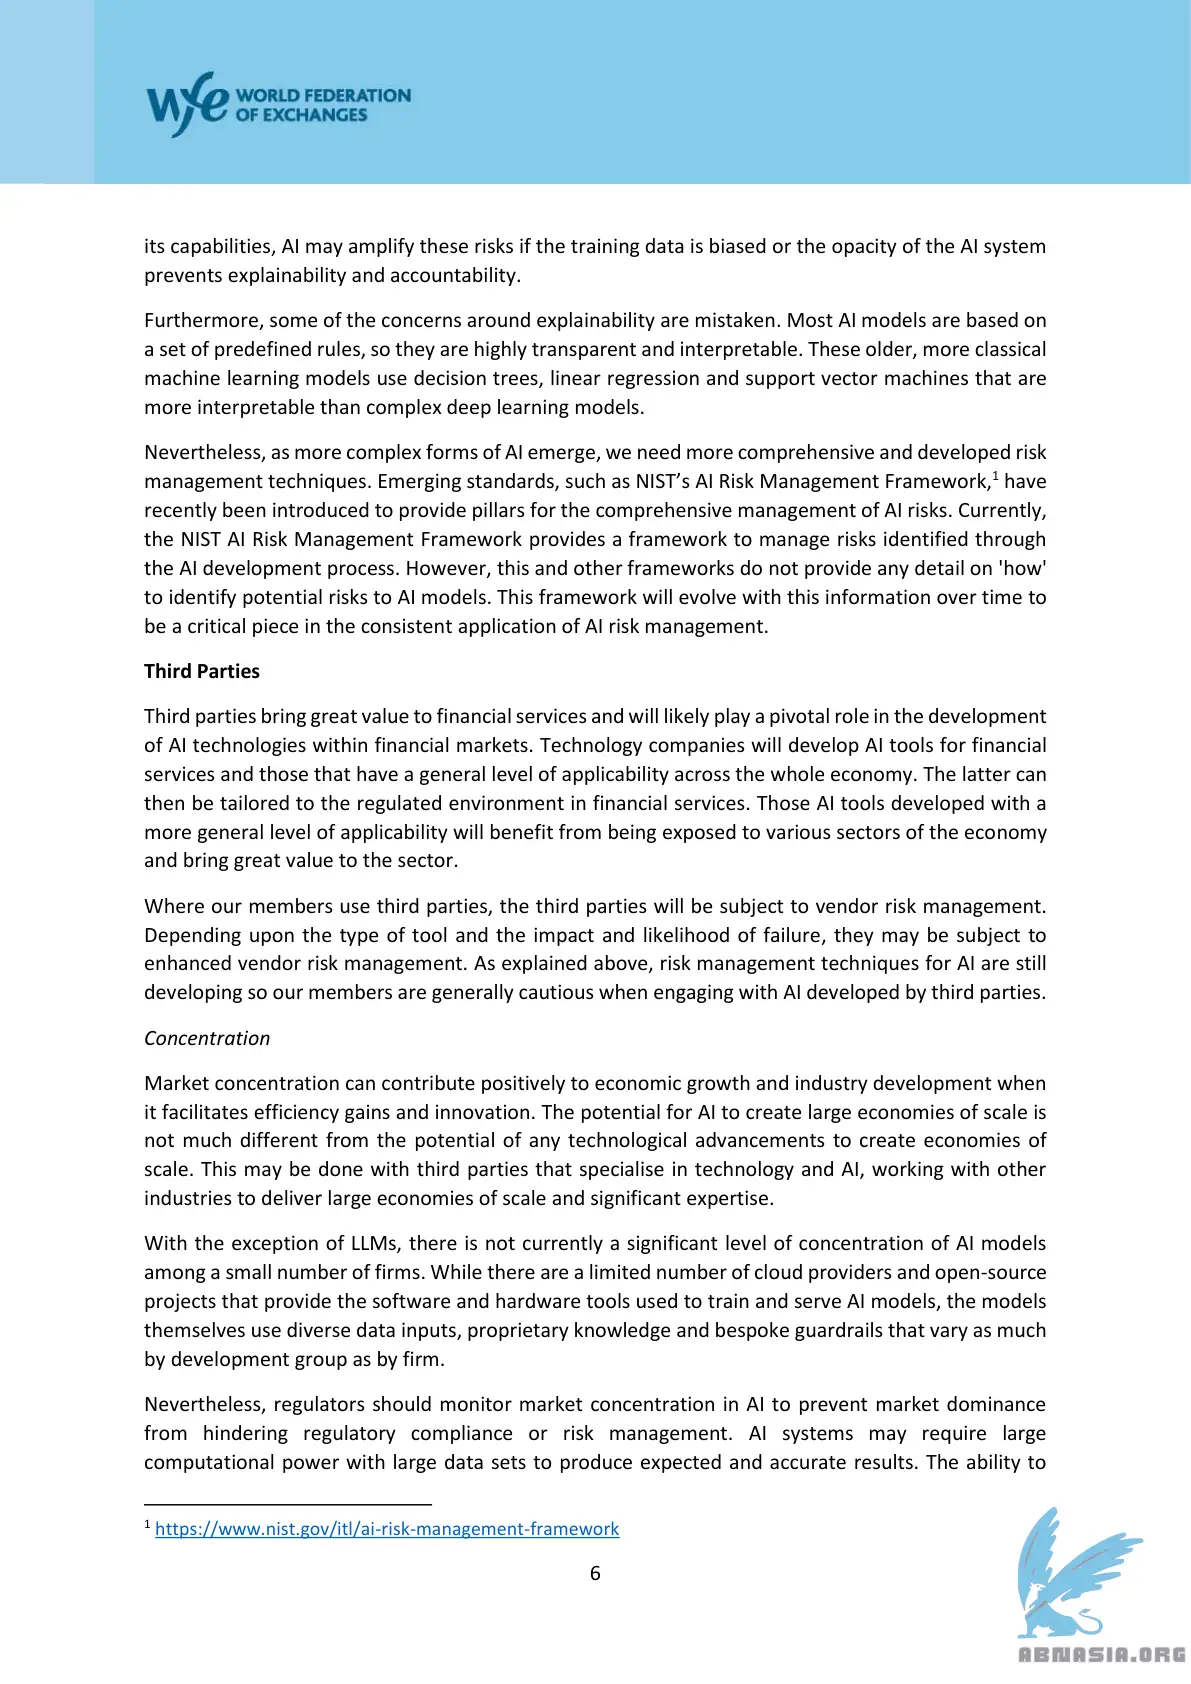 WORLD FEDERATION
OF EXCHANGES
its capabilities, AI may amplify these risks if the training data is biased or the opacity of the AI system
prevents explainability and accountability.
Furthermore, some of the concerns around explainability are mistaken. Most AI models are based on
a set of predefined rules, so they are highly transparent and interpretable. These older, more classical
machine learning models use decision trees, linear regression and support vector machines that are
more interpretable than complex deep learning models.
Nevertheless, as more complex forms of AI emerge, we need more comprehensive and developed risk
management techniques. Emerging standards, such as NIST’s AI Risk Management Framework,¹ have
recently been introduced to provide pillars for the comprehensive management of AI risks. Currently,
the NIST AI Risk Management Framework provides a framework to manage risks identified through
the AI development process. However, this and other frameworks do not provide any detail on 'how'
to identify potential risks to AI models. This framework will evolve with this information over time to
be a critical piece in the consistent application of AI risk management.
Third Parties
Third parties bring great value to financial services and will likely play a pivotal role in the development
of AI technologies within financial markets. Technology companies will develop AI tools for financial
services and those that have a general level of applicability across the whole economy. The latter can
then be tailored to the regulated environment in financial services. Those AI tools developed with a
more general level of applicability will benefit from being exposed to various sectors of the economy
and bring great value to the sector.
Where our members use third parties, the third parties will be subject to vendor risk management.
Depending upon the type of tool and the impact and likelihood of failure, they may be subject to
enhanced vendor risk management. As explained above, risk management techniques for AI are still
developing so our members are generally cautious when engaging with AI developed by third parties.
Concentration
Market concentration can contribute positively to economic growth and industry development when
it facilitates efficiency gains and innovation. The potential for AI to create large economies of scale is
not much different from the potential of any technological advancements to create economies of
scale. This may be done with third parties that specialise in technology and AI, working with other
industries to deliver large economies of scale and significant expertise.
With the exception of LLMs, there is not currently a significant level of concentration of AI models
among a small number of firms. While there are a limited number of cloud providers and open-source
projects that provide the software and hardware tools used to train and serve AI models, the models
themselves use diverse data inputs, proprietary knowledge and bespoke guardrails that vary as much
by development group as by firm.
Nevertheless, regulators should monitor market concentration in AI to prevent market dominance
from hindering regulatory compliance or risk management. AI systems may require large
computational power with large data sets to produce expected and accurate results. The ability to
¹ https://www.nist.gov/itl/ai-risk-management-framework
6
ABNASIA.ORG